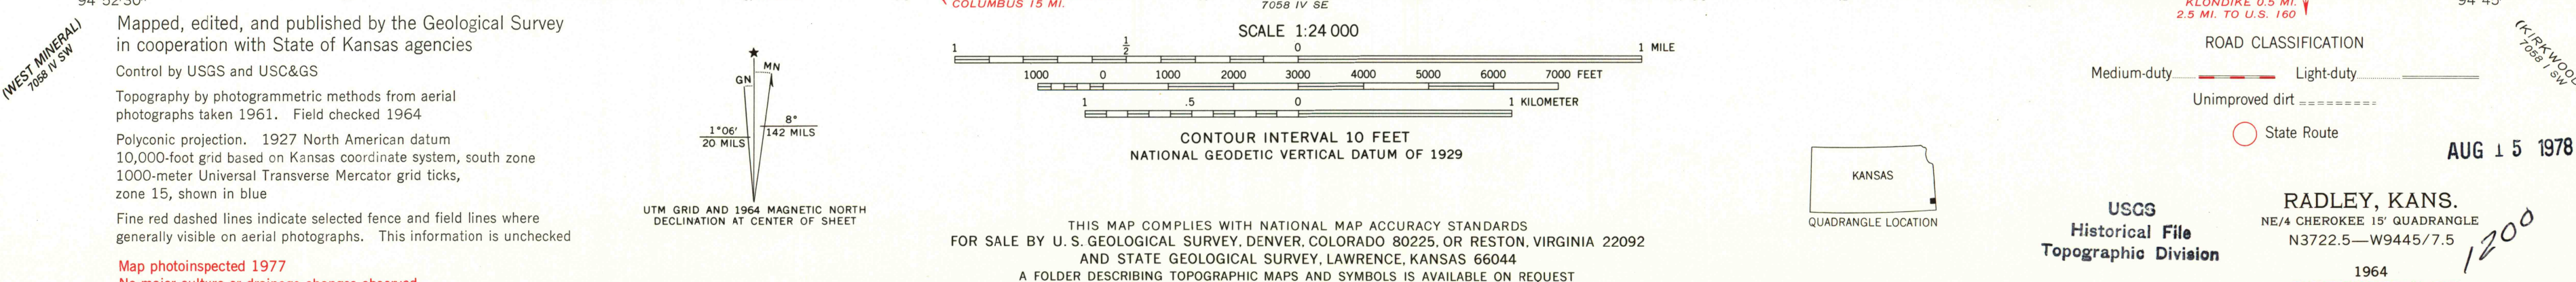 94°52'30"
(WEST MINERAL)
7058 IV SW
Mapped, edited, and published by the Geological Survey
in cooperation with State of Kansas agencies
Control by USGS and USC&GS
Topography by photogrammetric methods from aerial
photographs taken 1961. Field checked 1964
Polyconic projection. 1927 North American datum
10,000-foot grid based on Kansas coordinate system, south zone
1000-meter Universal Transverse Mercator grid ticks,
zone 15, shown in blue
Fine red dashed lines indicate selected fence and field lines where
generally visible on aerial photographs. This information is unchecked
Map photoinspected 1977
No major culture or drainage changes observed
GN
MN
1°06'
20 MILS
8°
142 MILS
UTM GRID AND 1964 MAGNETIC NORTH
DECLINATION AT CENTER OF SHEET
COLUMBUS 15 MI.
7058 IV SE
SCALE 1:24 000
1 ½ 0 1 MILE
1000 0 1000 2000 3000 4000 5000 6000 7000 FEET
1 .5 0 1 KILOMETER
CONTOUR INTERVAL 10 FEET
NATIONAL GEODETIC VERTICAL DATUM OF 1929
THIS MAP COMPLIES WITH NATIONAL MAP ACCURACY STANDARDS
FOR SALE BY U. S. GEOLOGICAL SURVEY, DENVER, COLORADO 80225, OR RESTON, VIRGINIA 22092
AND STATE GEOLOGICAL SURVEY, LAWRENCE, KANSAS 66044
A FOLDER DESCRIBING TOPOGRAPHIC MAPS AND SYMBOLS IS AVAILABLE ON REQUEST
KANSAS
QUADRANGLE LOCATION
KLONDIKE 0.5 MI.
2.5 MI. TO U.S. 160
94°45'
(KIRKWOOD
7058 I SW
ROAD CLASSIFICATION
Medium-duty Light-duty
Unimproved dirt
State Route
AUG 15 1978
USGS
Historical File
Topographic Division
RADLEY, KANS.
NE/4 CHEROKEE 15' QUADRANGLE
N3722.5—W9445/7.5
1200
1964